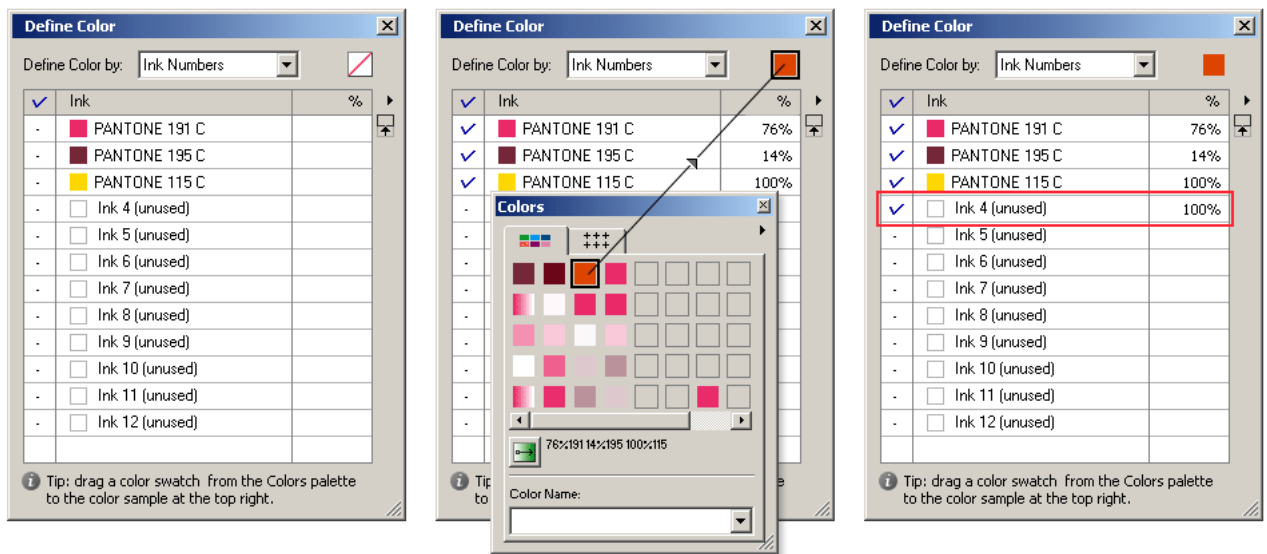 Define Color
Define Color by: Ink Numbers
Ink %
PANTONE 191 C
PANTONE 195 C
PANTONE 115 C
Ink 4 (unused)
Ink 5 (unused)
Ink 6 (unused)
Ink 7 (unused)
Ink 8 (unused)
Ink 9 (unused)
Ink 10 (unused)
Ink 11 (unused)
Ink 12 (unused)
Tip: drag a color swatch from the Colors palette
to the color sample at the top right.
Define Color
Define Color by: Ink Numbers
Ink %
PANTONE 191 C 76%
PANTONE 195 C 14%
PANTONE 115 C 100%
Colors
76%191 14%195 100%115
Color Name:
Tip
to
e
Define Color
Define Color by: Ink Numbers
Ink %
PANTONE 191 C 76%
PANTONE 195 C 14%
PANTONE 115 C 100%
Ink 4 (unused) 100%
Ink 5 (unused)
Ink 6 (unused)
Ink 7 (unused)
Ink 8 (unused)
Ink 9 (unused)
Ink 10 (unused)
Ink 11 (unused)
Ink 12 (unused)
Tip: drag a color swatch from the Colors palette
to the color sample at the top right.